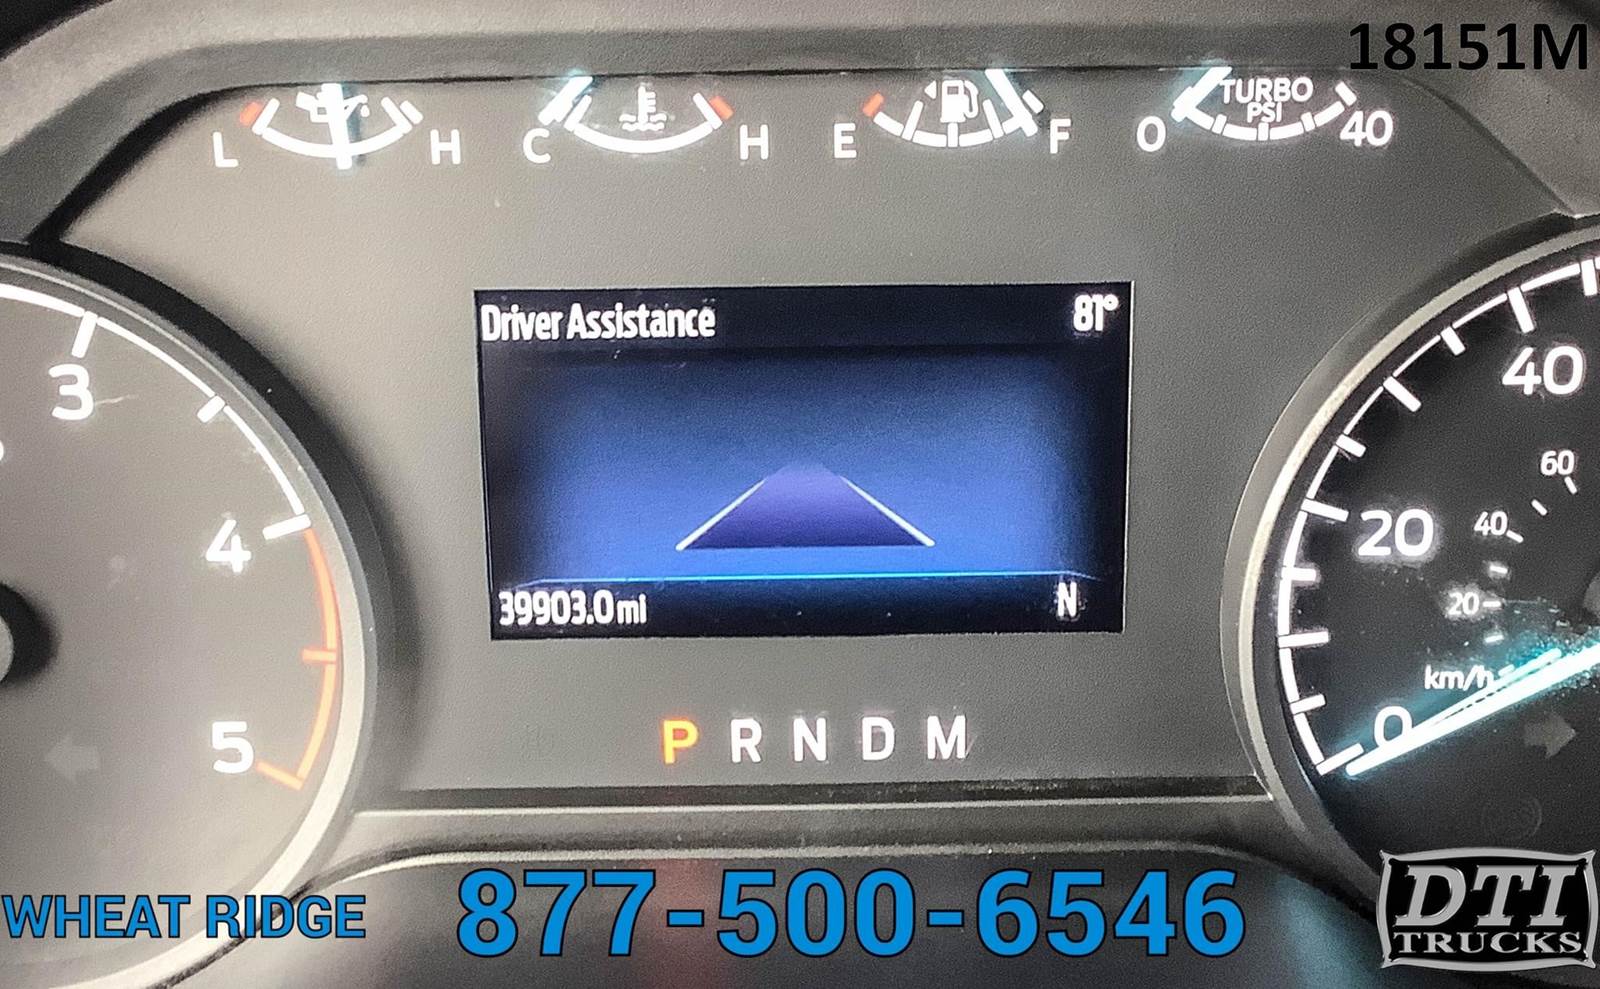 18151M
L H C H E F 0 TURBO PSI 40
Driver Assistance 81°
3
4
5
39903.0 mi N
P R N D M
40
20
0
60
40
20
km/h
WHEAT RIDGE 877-500-6546
DTI
TRUCKS